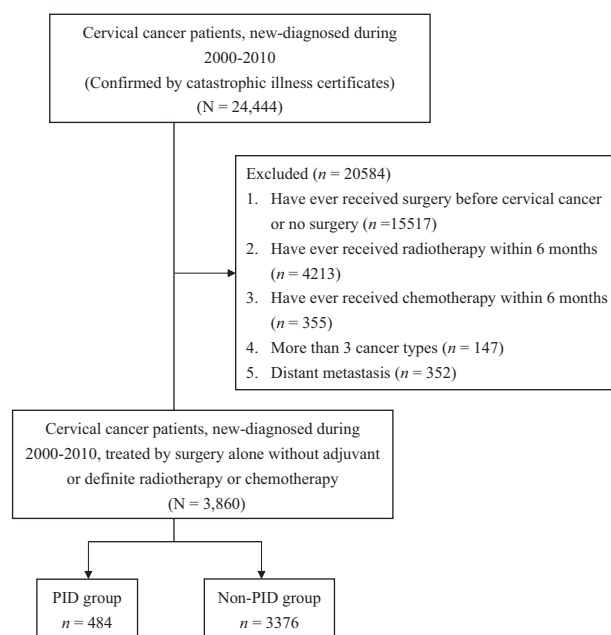 Cervical cancer patients, new-diagnosed during
2000-2010
(Confirmed by catastrophic illness certificates)
(N = 24,444)
Excluded (n = 20584)
1. Have ever received surgery before cervical cancer
or no surgery (n =15517)
2. Have ever received radiotherapy within 6 months
(n = 4213)
3. Have ever received chemotherapy within 6 months
(n = 355)
4. More than 3 cancer types (n = 147)
5. Distant metastasis (n = 352)
Cervical cancer patients, new-diagnosed during
2000-2010, treated by surgery alone without adjuvant
or definite radiotherapy or chemotherapy
(N = 3,860)
PID group
n = 484
Non-PID group
n = 3376